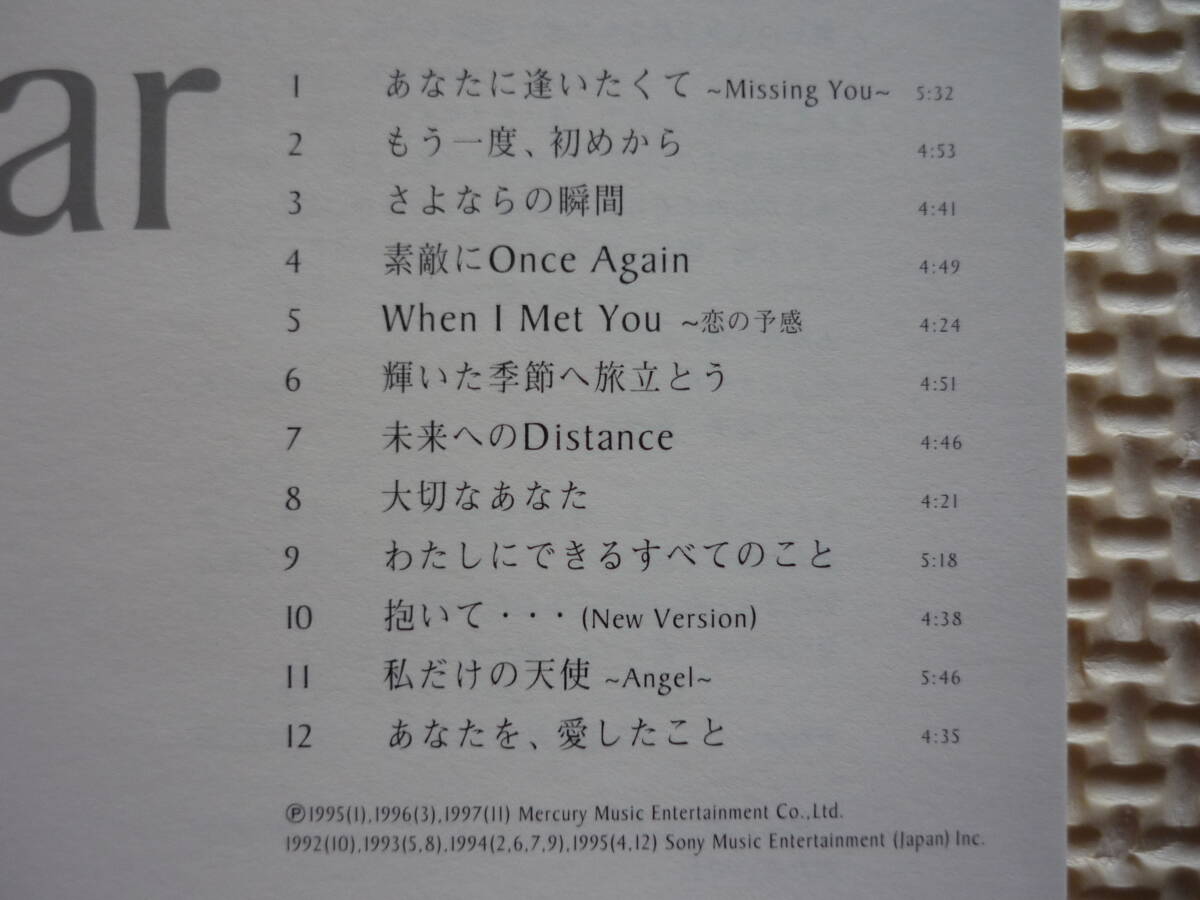 ar
1 あなたに逢いたくて ~Missing You~ 5:32
2 もう一度、初めから 4:53
3 さよならの瞬間 4:41
4 素敵にOnce Again 4:49
5 When I Met You ~恋の予感 4:24
6 輝いた季節へ旅立とう 4:51
7 未来へのDistance 4:46
8 大切なあなた 4:21
9 わたしにできるすべてのこと 5:18
10 抱いて・・・(New Version) 4:38
11 私だけの天使 ~Angel~ 5:46
12 あなたを、愛したこと 4:35
℗1995(1),1996(3),1997(11) Mercury Music Entertainment Co.,Ltd.
1992(10),1993(5,8),1994(2,6,7,9),1995(4,12) Sony Music Entertainment (Japan) Inc.